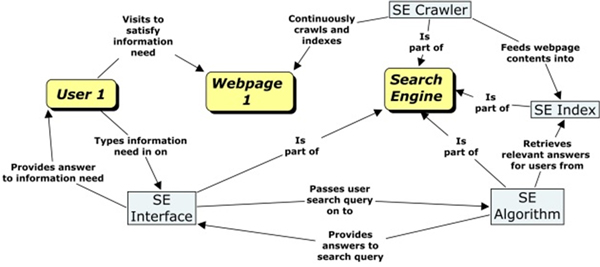 Visits to
satisfy
information
need
Continuously
crawls and
indexes
SE Crawler
Is
part of
Feeds webpage
contents into
User 1
Webpage
1
Search
Engine
Is
part of
SE Index
Types information
need in on
Is
part of
Is
part of
Retrieves
relevant answers
for users from
Provides answer
to information need
SE
Interface
Passes user
search query
on to
SE
Algorithm
Provides
answers to
search query